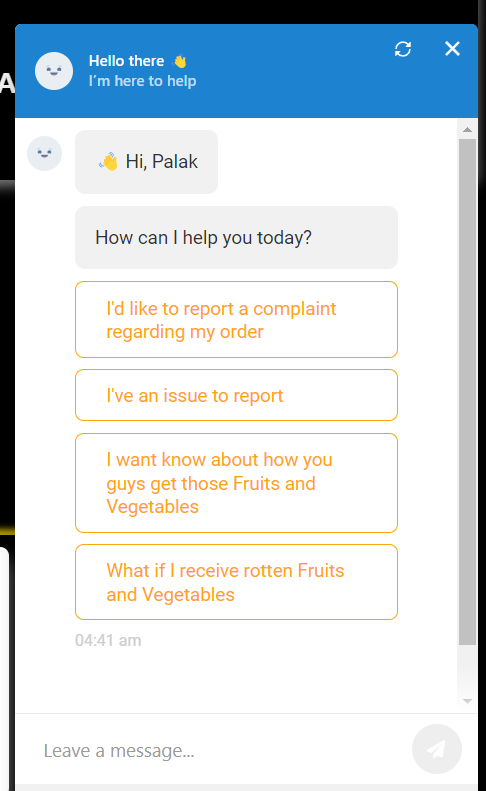 A
Hello there 👋
I'm here to help
👋 Hi, Palak
How can I help you today?
I'd like to report a complaint
regarding my order
I've an issue to report
I want know about how you
guys get those Fruits and
Vegetables
What if I receive rotten Fruits
and Vegetables
04:41 am
Leave a message...